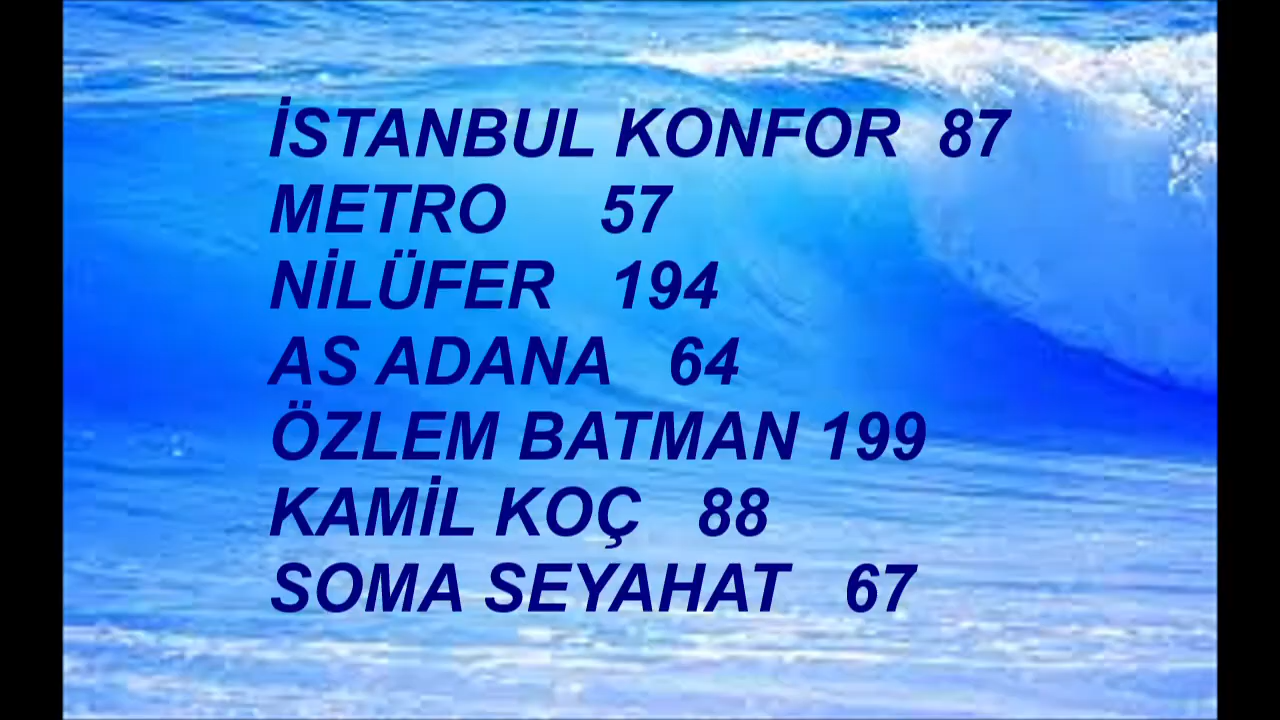 İSTANBUL KONFOR 87
METRO 57
NİLÜFER 194
AS ADANA 64
ÖZLEM BATMAN 199
KAMİL KOÇ 88
SOMA SEYAHAT 67